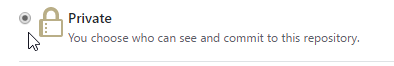 Private
You choose who can see and commit to this repository.